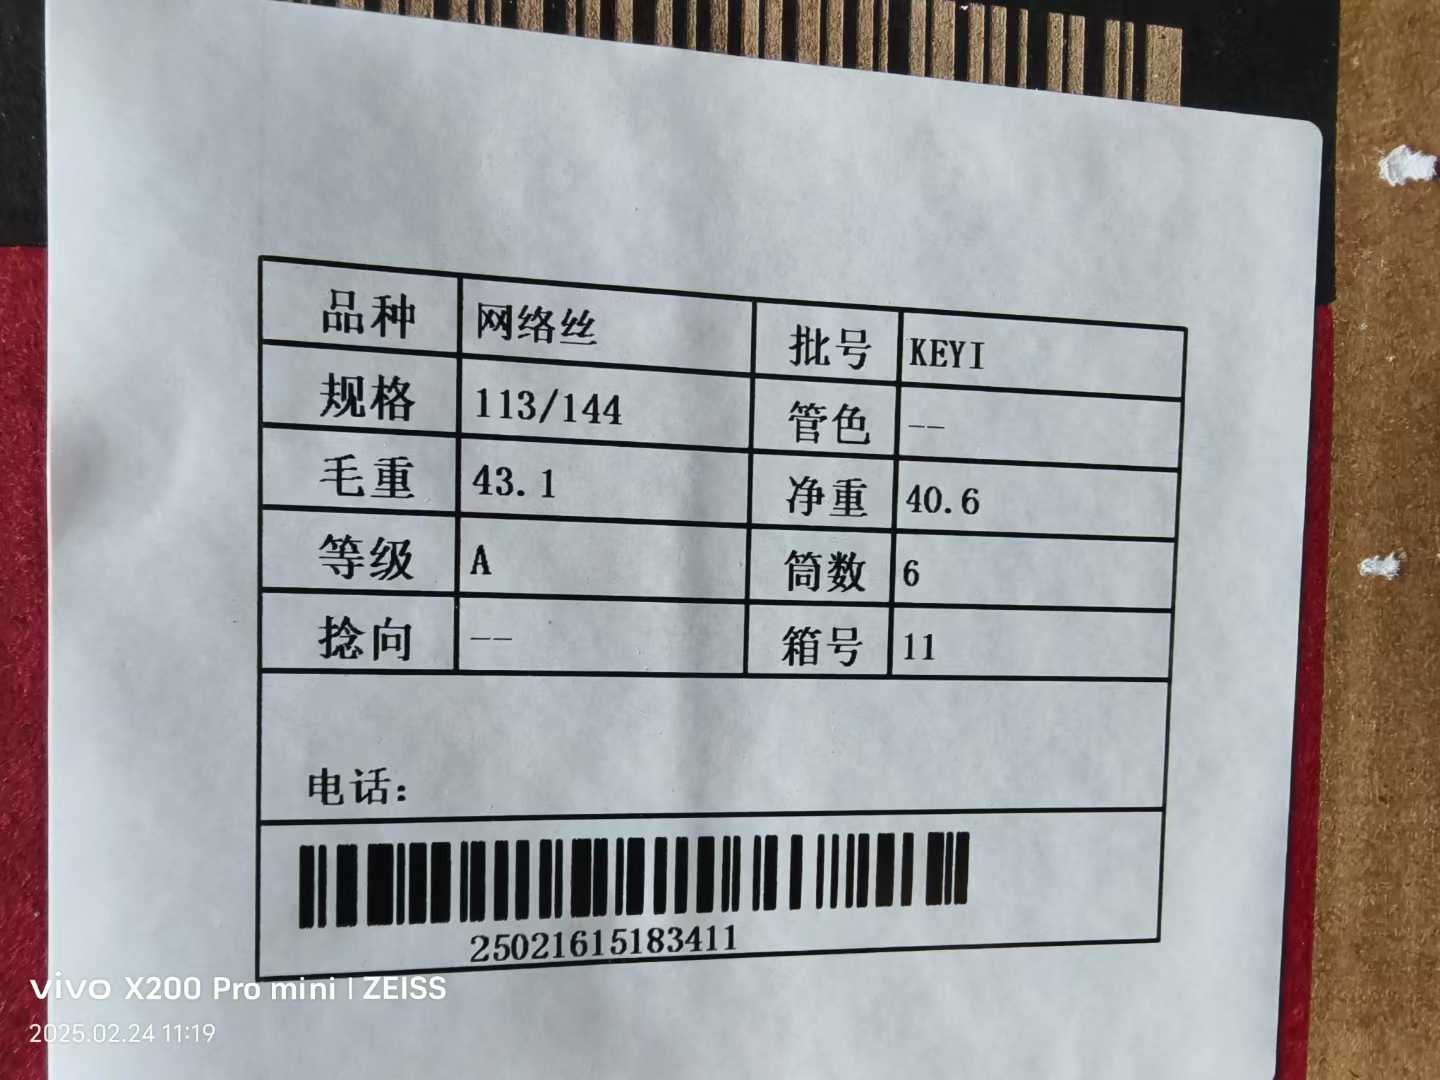 品种 网络丝 批号 KEYI
规格 113/144 管色 --
毛重 43.1 净重 40.6
等级 A 筒数 6
捻向 -- 箱号 11
电话：
25021615183411
vivo X200 Pro mini | ZEISS
2025.02.24 11:19